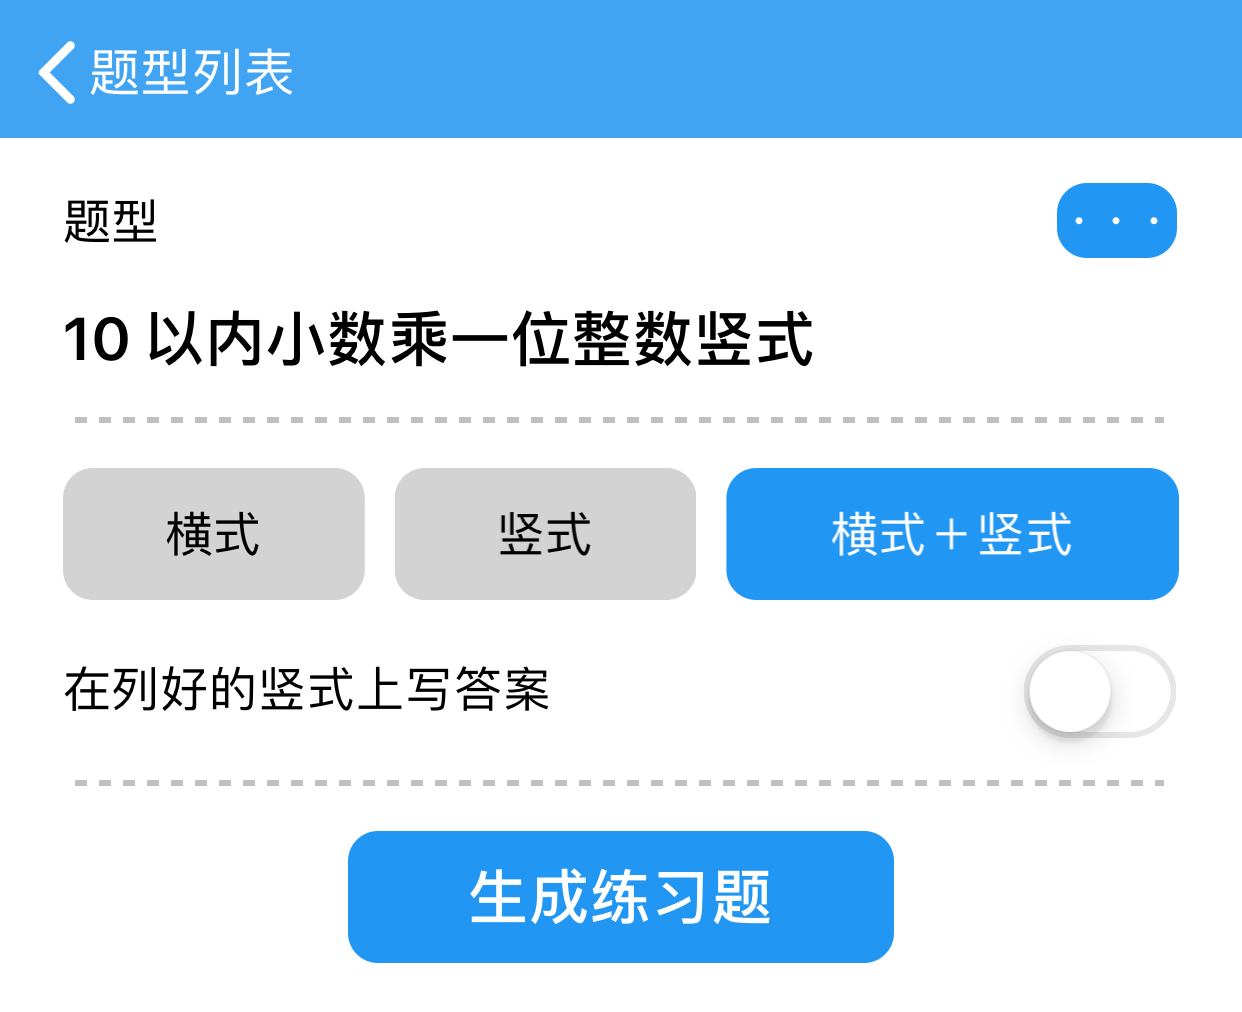 题型列表
题型
···
10 以内小数乘一位整数竖式
横式 竖式 横式＋竖式
在列好的竖式上写答案
生成练习题